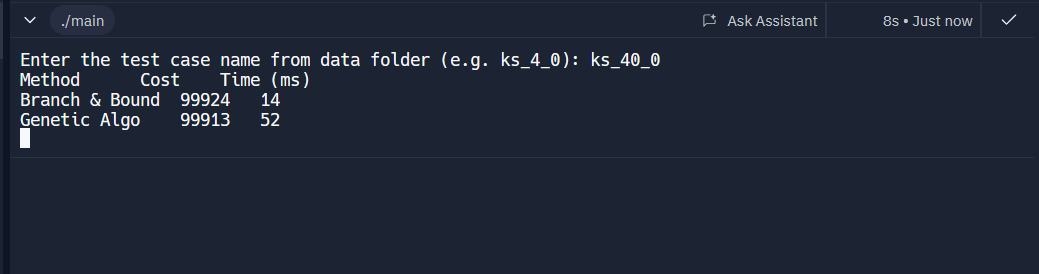 ./main
Ask Assistant
8s • Just now
Enter the test case name from data folder (e.g. ks_4_0): ks_40_0
Method      Cost    Time (ms)
Branch & Bound  99924   14
Genetic Algo    99913   52